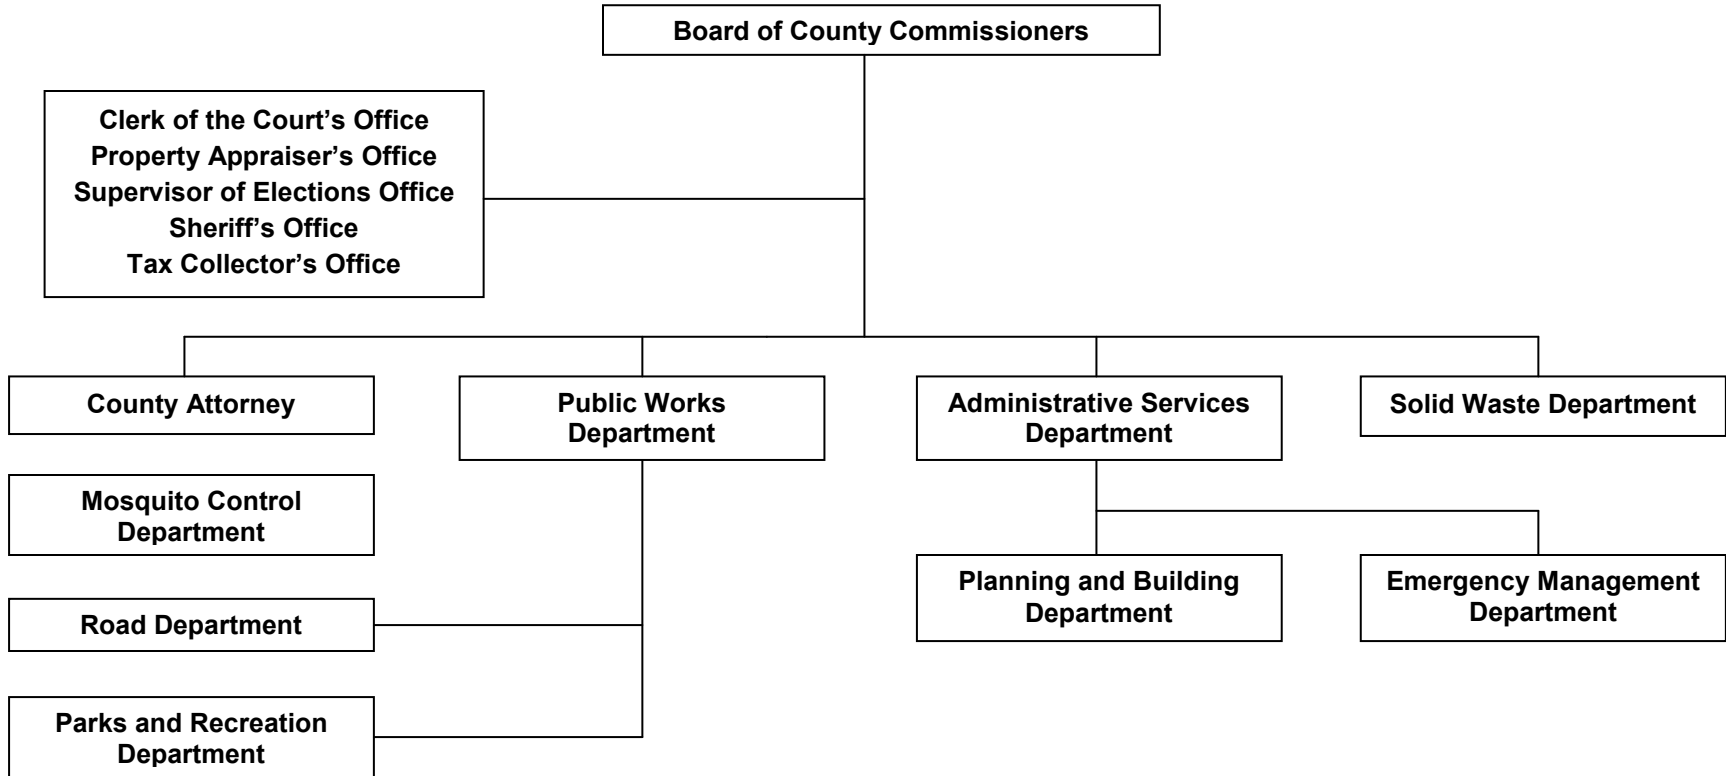 Board of County Commissioners
Clerk of the Court’s Office
Property Appraiser’s Office
Supervisor of Elections Office
Sheriff’s Office
Tax Collector’s Office
County Attorney
Public Works
Department
Administrative Services
Department
Solid Waste Department
Mosquito Control
Department
Planning and Building
Department
Emergency Management
Department
Road Department
Parks and Recreation
Department